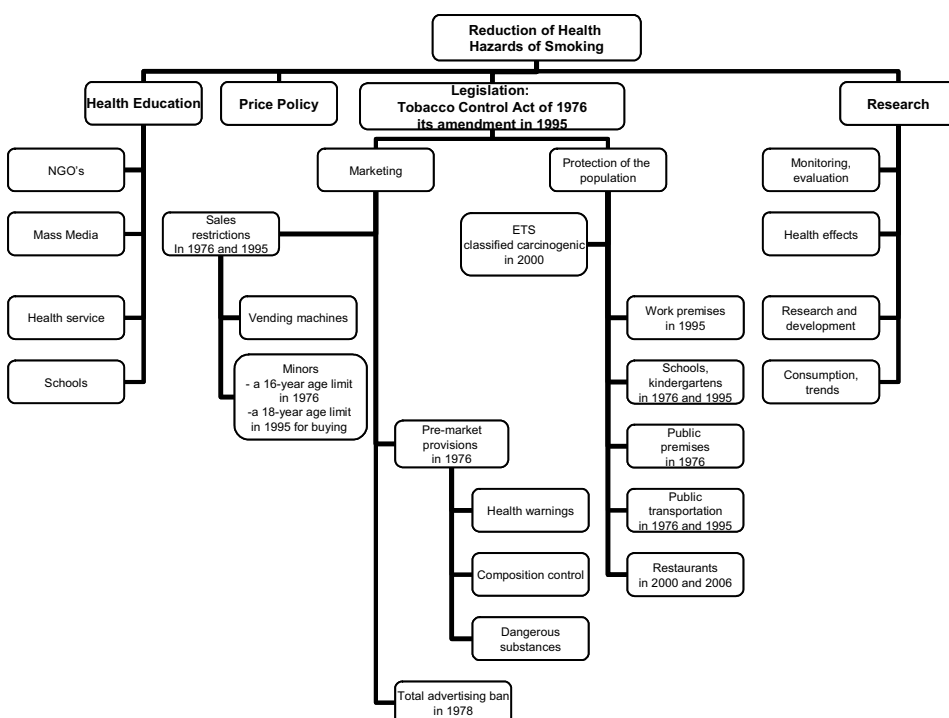 Reduction of Health
Hazards of Smoking
Health Education
Price Policy
Legislation:
Tobacco Control Act of 1976
its amendment in 1995
Research
NGO's
Mass Media
Health service
Schools
Marketing
Sales
restrictions
In 1976 and 1995
Vending machines
Minors
- a 16-year age limit
in 1976
-a 18-year age limit
in 1995 for buying
Pre-market
provisions
in 1976
Health warnings
Composition control
Dangerous
substances
Total advertising ban
in 1978
Protection of the
population
ETS
classified carcinogenic
in 2000
Work premises
in 1995
Schools,
kindergartens
in 1976 and 1995
Public
premises
in 1976
Public
transportation
in 1976 and 1995
Restaurants
in 2000 and 2006
Monitoring,
evaluation
Health effects
Research and
development
Consumption,
trends